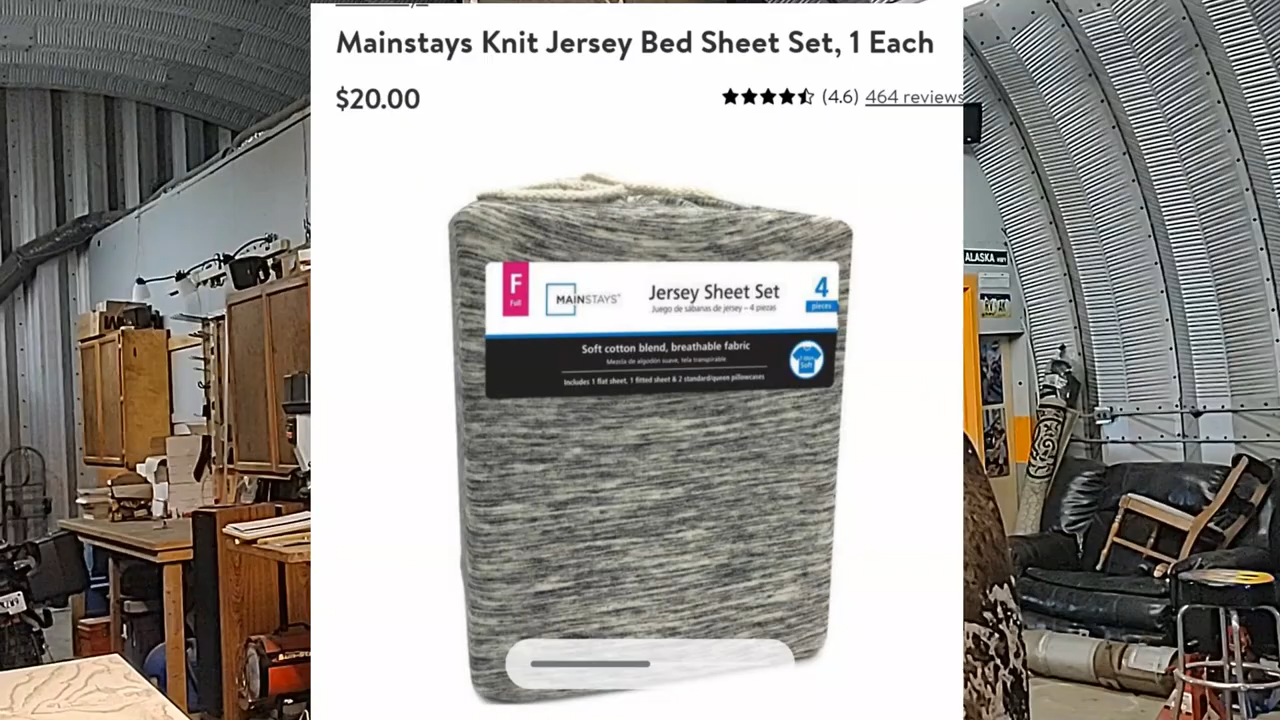 Mainstays Knit Jersey Bed Sheet Set, 1 Each
$20.00
(4.6) 464 reviews
F
Full
MAINSTAYS™
Jersey Sheet Set
Juego de sábanas de jersey – 4 piezas
4
pieces
Soft cotton blend, breathable fabric
Mezcla de algodón suave, tela transpirable
Includes 1 flat sheet, 1 fitted sheet & 2 standard/queen pillowcases
Soft
ALASKA